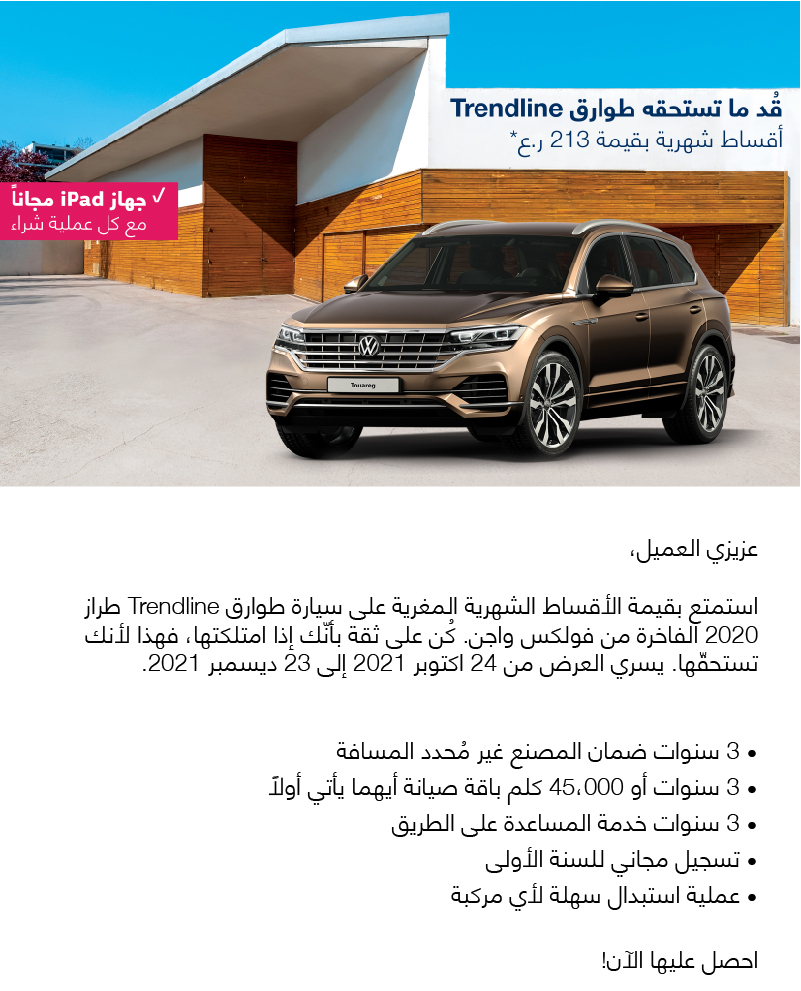 قُد ما تستحقه طوارق Trendline
أقساط شهرية بقيمة 213 ر.ع*
✓ جهاز iPad مجاناً
مع كل عملية شراء
Touareg
عزيزي العميل،
استمتع بقيمة الأقساط الشهرية المغرية على سيارة طوارق Trendline طراز
2020 الفاخرة من فولكس واجن. كُن على ثقة بأنّك إذا امتلكتها، فهذا لأنك
تستحقّها. يسري العرض من 24 اكتوبر 2021 إلى 23 ديسمبر 2021.
• 3 سنوات ضمان المصنع غير مُحدد المسافة
• 3 سنوات أو 45،000 كلم باقة صيانة أيهما يأتي أولاً
• 3 سنوات خدمة المساعدة على الطريق
• تسجيل مجاني للسنة الأولى
• عملية استبدال سهلة لأي مركبة
احصل عليها الآن!